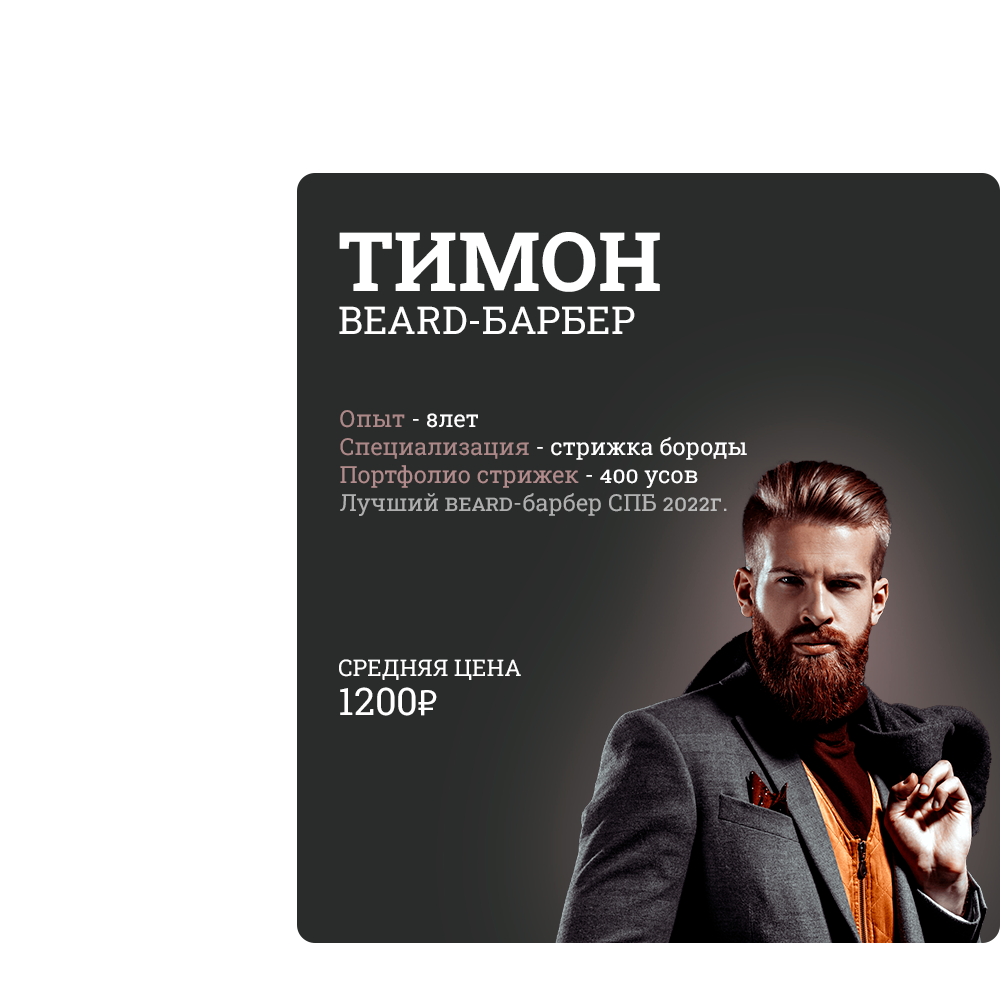 ТИМОН
BEARD-БАРБЕР
Опыт - 8лет
Специализация - стрижка бороды
Портфолио стрижек - 400 усов
Лучший BEARD-барбер СПБ 2022г.
СРЕДНЯЯ ЦЕНА
1200₽